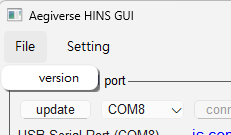 Aegiverse HINS GUI
File Setting
version
port
update COM8
USB Serial Port (COM8)